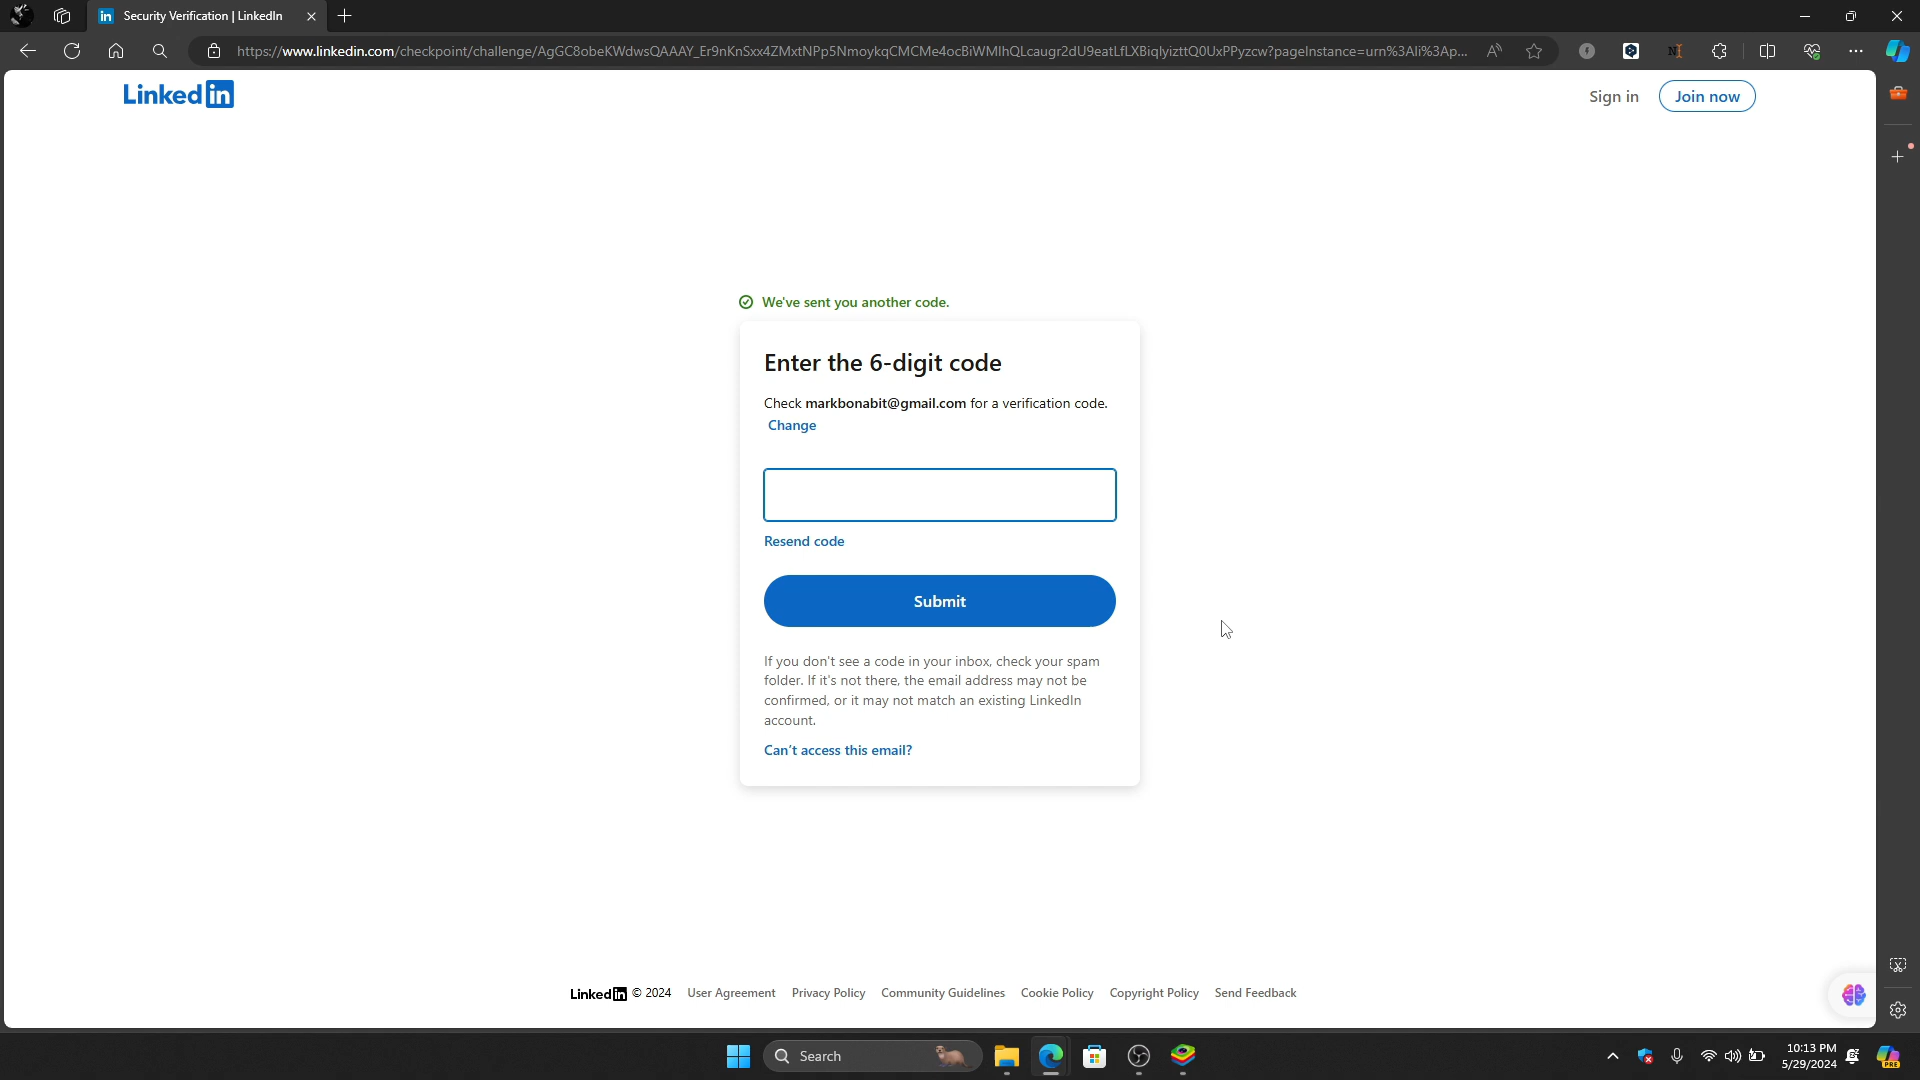 Security Verification | LinkedIn
https://www.linkedin.com/checkpoint/challenge/AgGC8obeKWdwsQAAAY_Er9nKnSxx4ZMxtNPp5NmoykqCMCMe4ocBiWMIhQLcaugr2dU9eatLfLXBiqlyizttQ0UxPPyzcw?pageInstance=urn%3Ali%3Ap...
Linked in
Sign in
Join now
We've sent you another code.
Enter the 6-digit code
Check markbonabit@gmail.com for a verification code.
Change
Resend code
Submit
If you don't see a code in your inbox, check your spam
folder. If it's not there, the email address may not be
confirmed, or it may not match an existing LinkedIn
account.
Can't access this email?
Linked in © 2024 User Agreement Privacy Policy Community Guidelines Cookie Policy Copyright Policy Send Feedback
Search
10:13 PM
5/29/2024
PRE